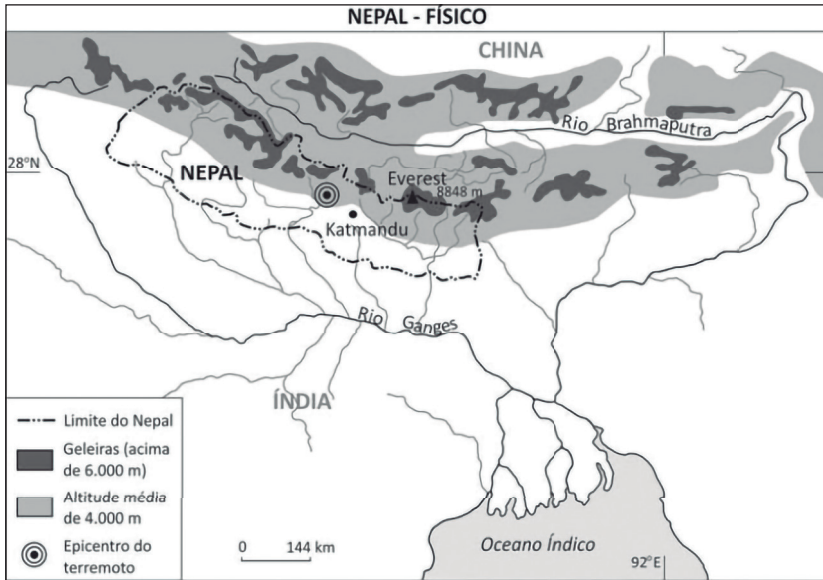 NEPAL - FÍSICO
CHINA
Rio Brahmaputra
28°N
NEPAL
Everest
8848 m
Katmandu
Rio Ganges
ÍNDIA
Limite do Nepal
Geleiras (acima
de 6.000 m)
Altitude média
de 4.000 m
Epicentro do
terremoto
0 144 km
Oceano Índico
92°E